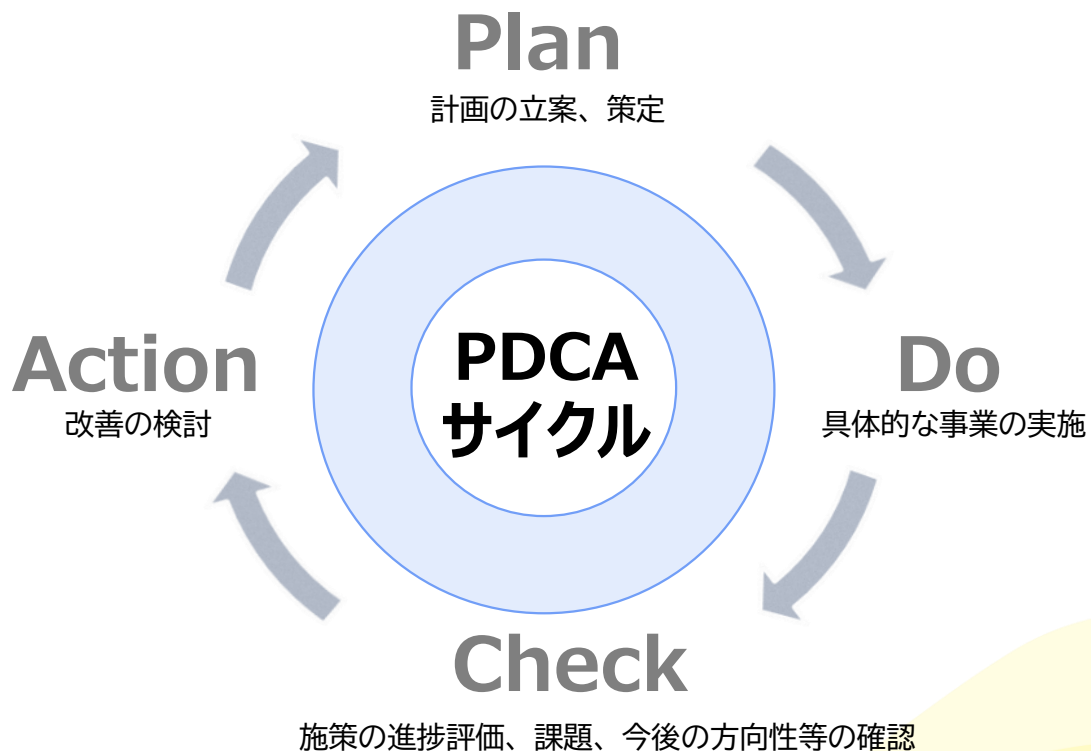 Plan
計画の立案、策定
Action
改善の検討
PDCA
サイクル
Do
具体的な事業の実施
Check
施策の進捗評価、課題、今後の方向性等の確認